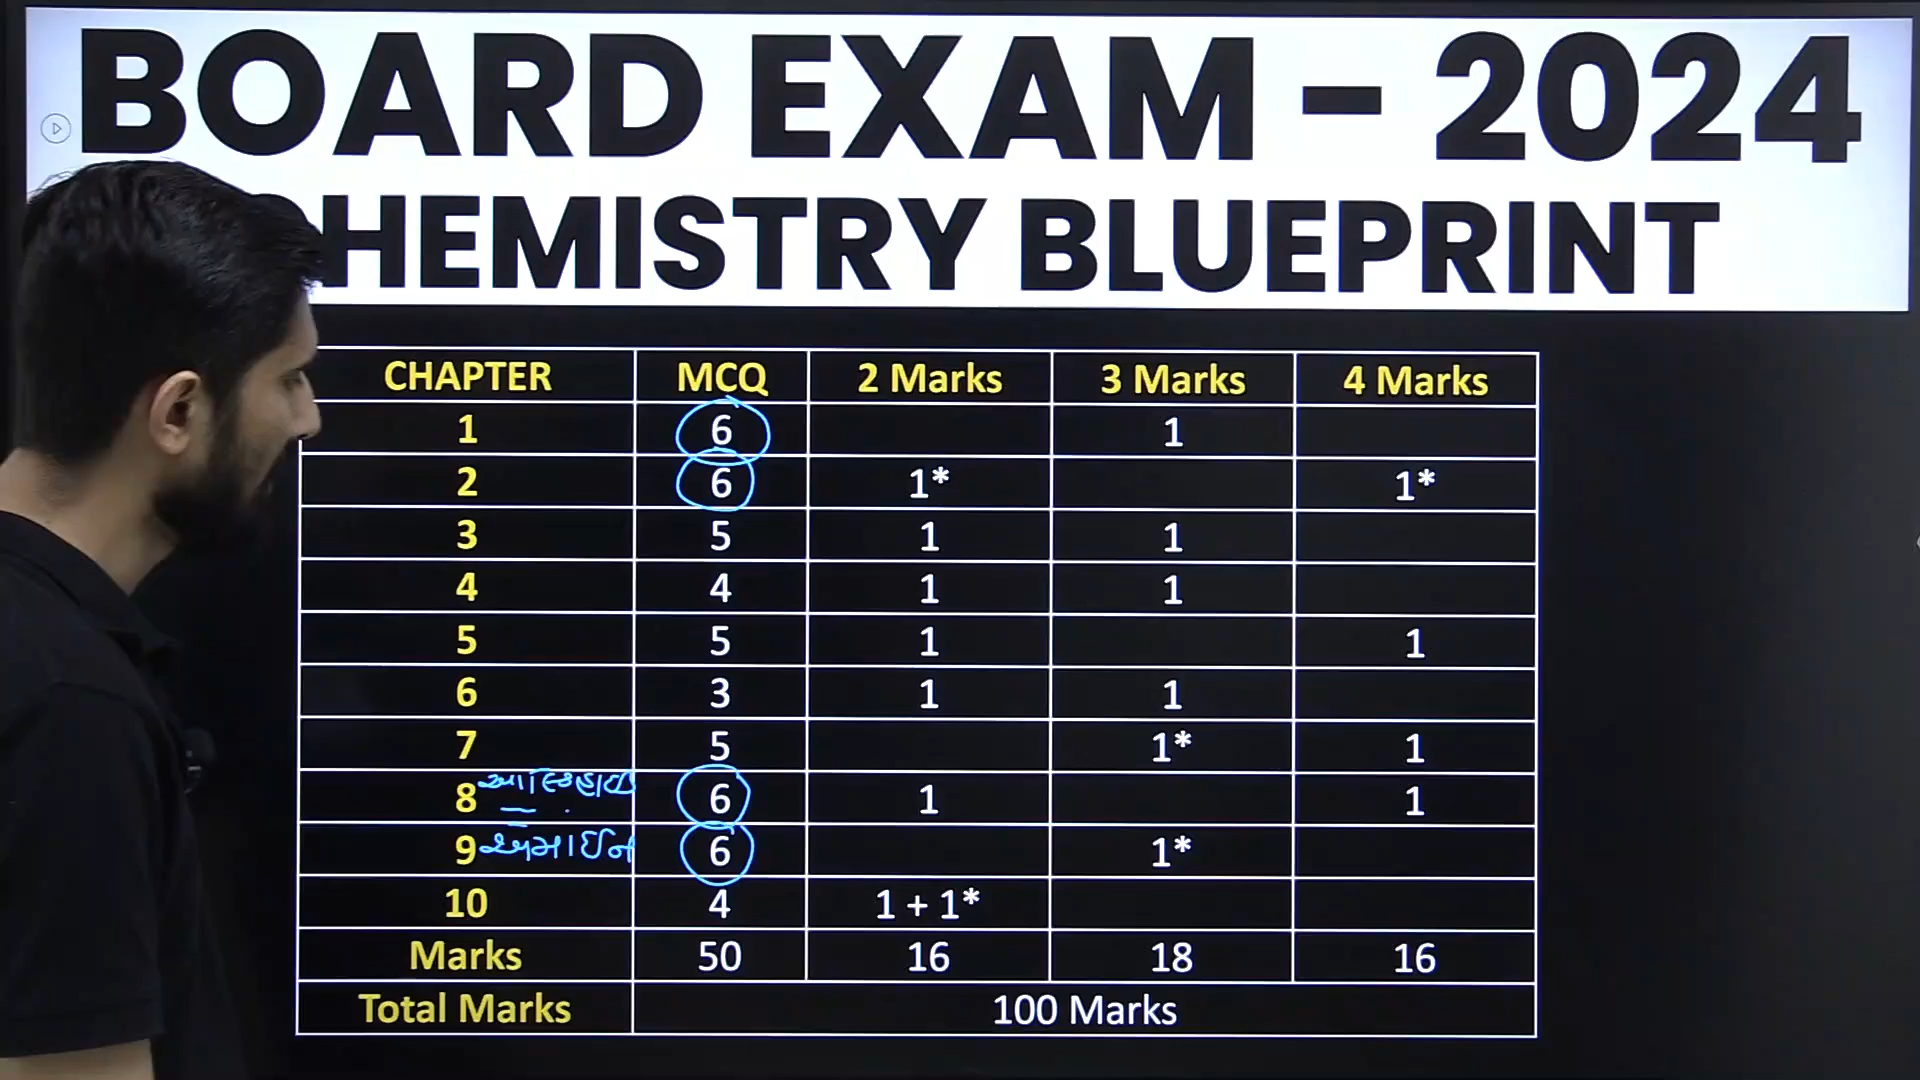 BOARD EXAM - 2024
CHEMISTRY BLUEPRINT
CHAPTER MCQ 2 Marks 3 Marks 4 Marks
1 6 1
2 6 1* 1*
3 5 1 1
4 4 1 1
5 5 1 1
6 3 1 1
7 5 1* 1
8 6 1 1
9 એમાઈન 6 1*
10 4 1 + 1*
Marks 50 16 18 16
Total Marks 100 Marks